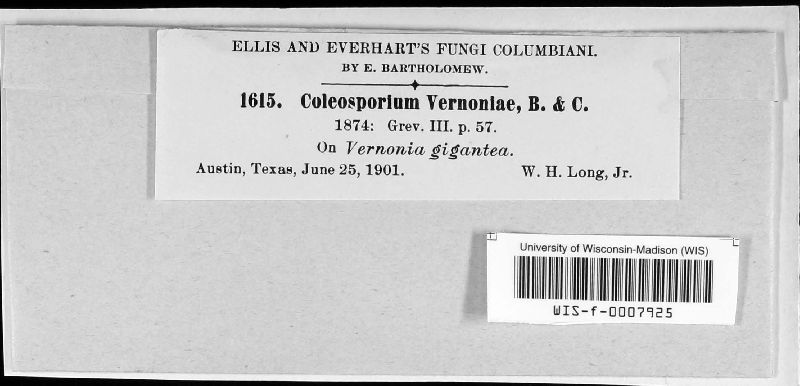 ELLIS AND EVERHART'S FUNGI COLUMBIANI.
BY E. BARTHOLOMEW.
1615. Coleosporium Vernoniae, B. & C.
1874: Grev. III. p. 57.
On Vernonia gigantea.
Austin, Texas, June 25, 1901. W. H. Long, Jr.
University of Wisconsin-Madison (WIS)
WIS-f-0007925